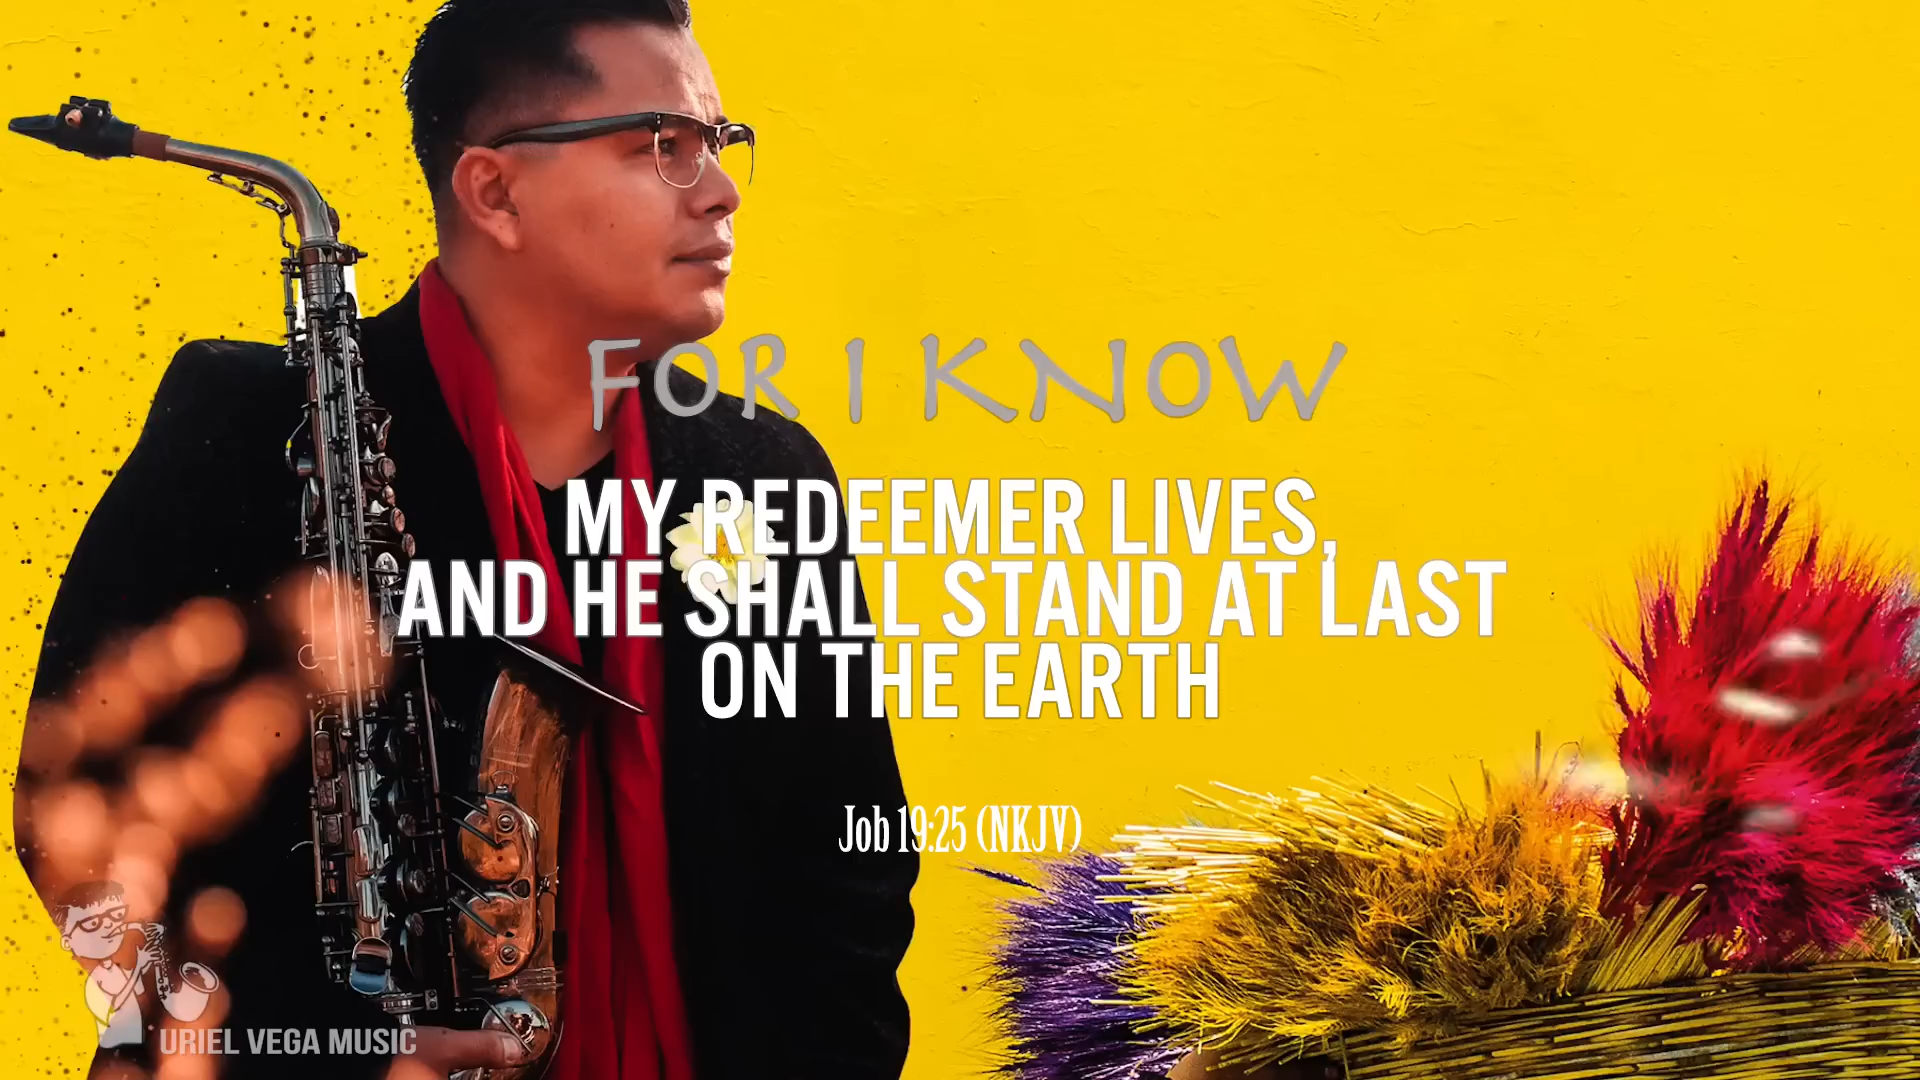 FOR I KNOW
MY REDEEMER LIVES,
AND HE SHALL STAND AT LAST
ON THE EARTH
Job 19:25 (NKJV)
URIEL VEGA MUSIC